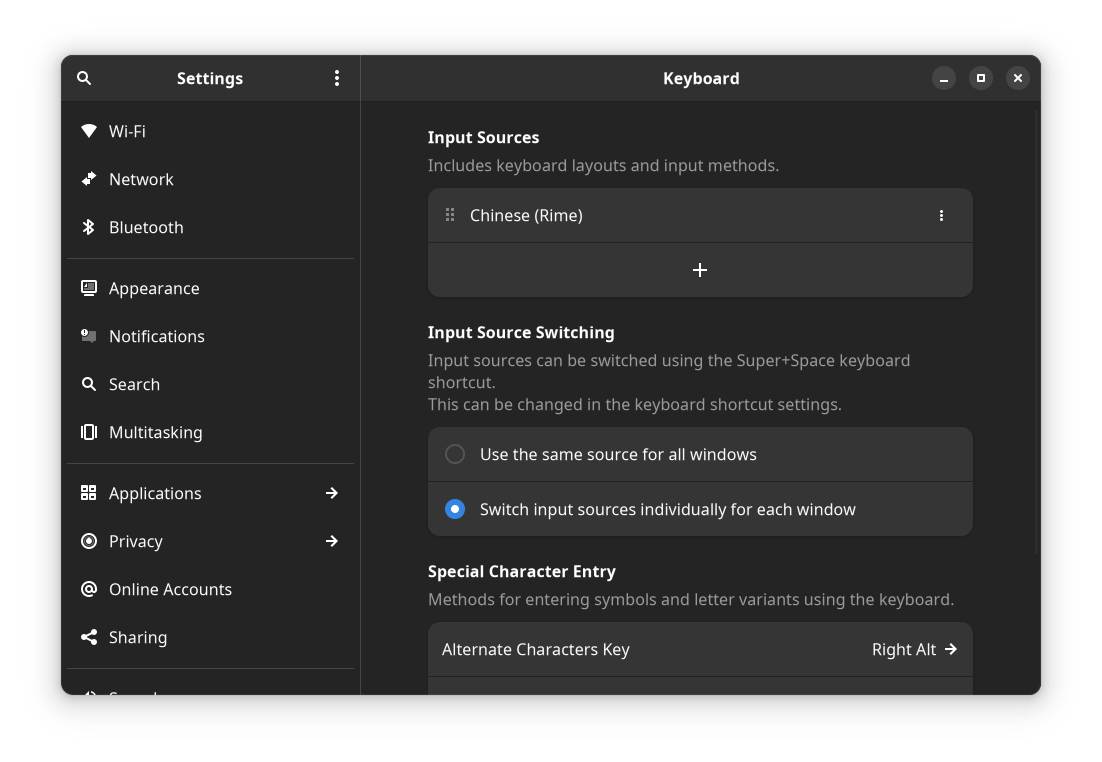 Settings
Keyboard
Wi-Fi
Network
Bluetooth
Appearance
Notifications
Search
Multitasking
Applications
Privacy
Online Accounts
Sharing
Input Sources
Includes keyboard layouts and input methods.
Chinese (Rime)
Input Source Switching
Input sources can be switched using the Super+Space keyboard
shortcut.
This can be changed in the keyboard shortcut settings.
Use the same source for all windows
Switch input sources individually for each window
Special Character Entry
Methods for entering symbols and letter variants using the keyboard.
Alternate Characters Key
Right Alt